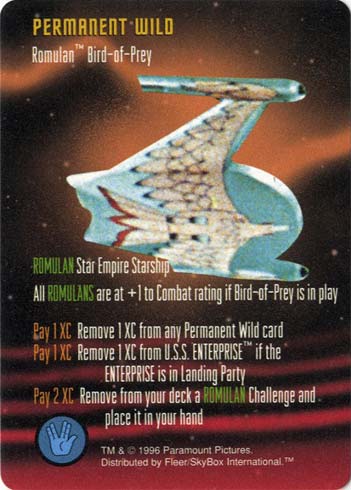 PERMANENT WILD
Romulan™ Bird-of-Prey
ROMULAN Star Empire Starship
All ROMULANS are at +1 to Combat rating if Bird-of-Prey is in play
Pay 1 XC Remove 1 XC from any Permanent Wild card
Pay 1 XC Remove 1 XC from U.S.S. ENTERPRISE™ if the
ENTERPRISE is in Landing Party
Pay 2 XC Remove from your deck a ROMULAN Challenge and
place it in your hand
TM & © 1996 Paramount Pictures.
Distributed by Fleer/SkyBox International.™